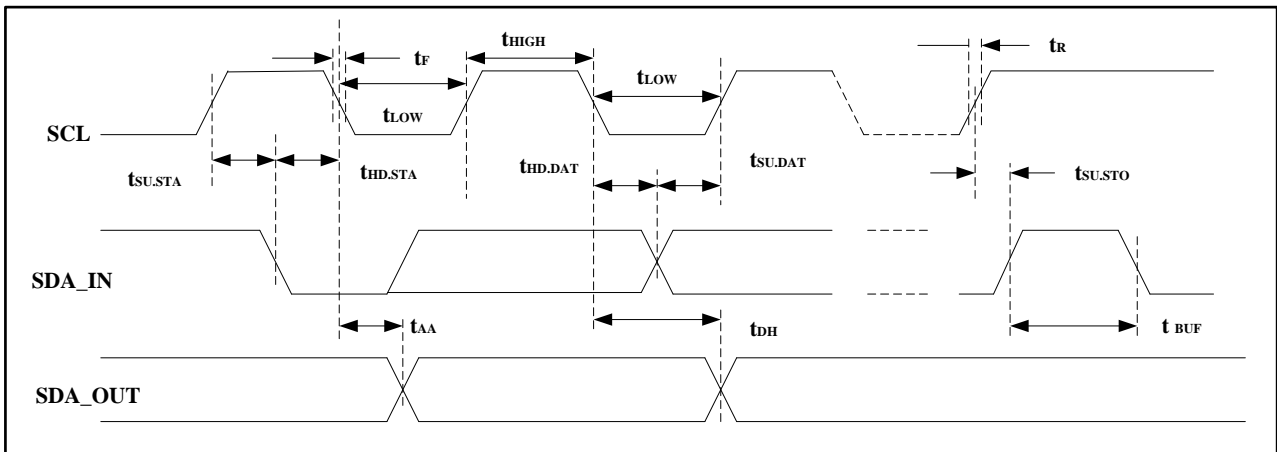 tF
tHIGH
tR
tLOW
tLOW
SCL
tSU.STA
tHD.STA
tHD.DAT
tSU.DAT
tSU.STO
SDA_IN
tAA
tDH
t BUF
SDA_OUT